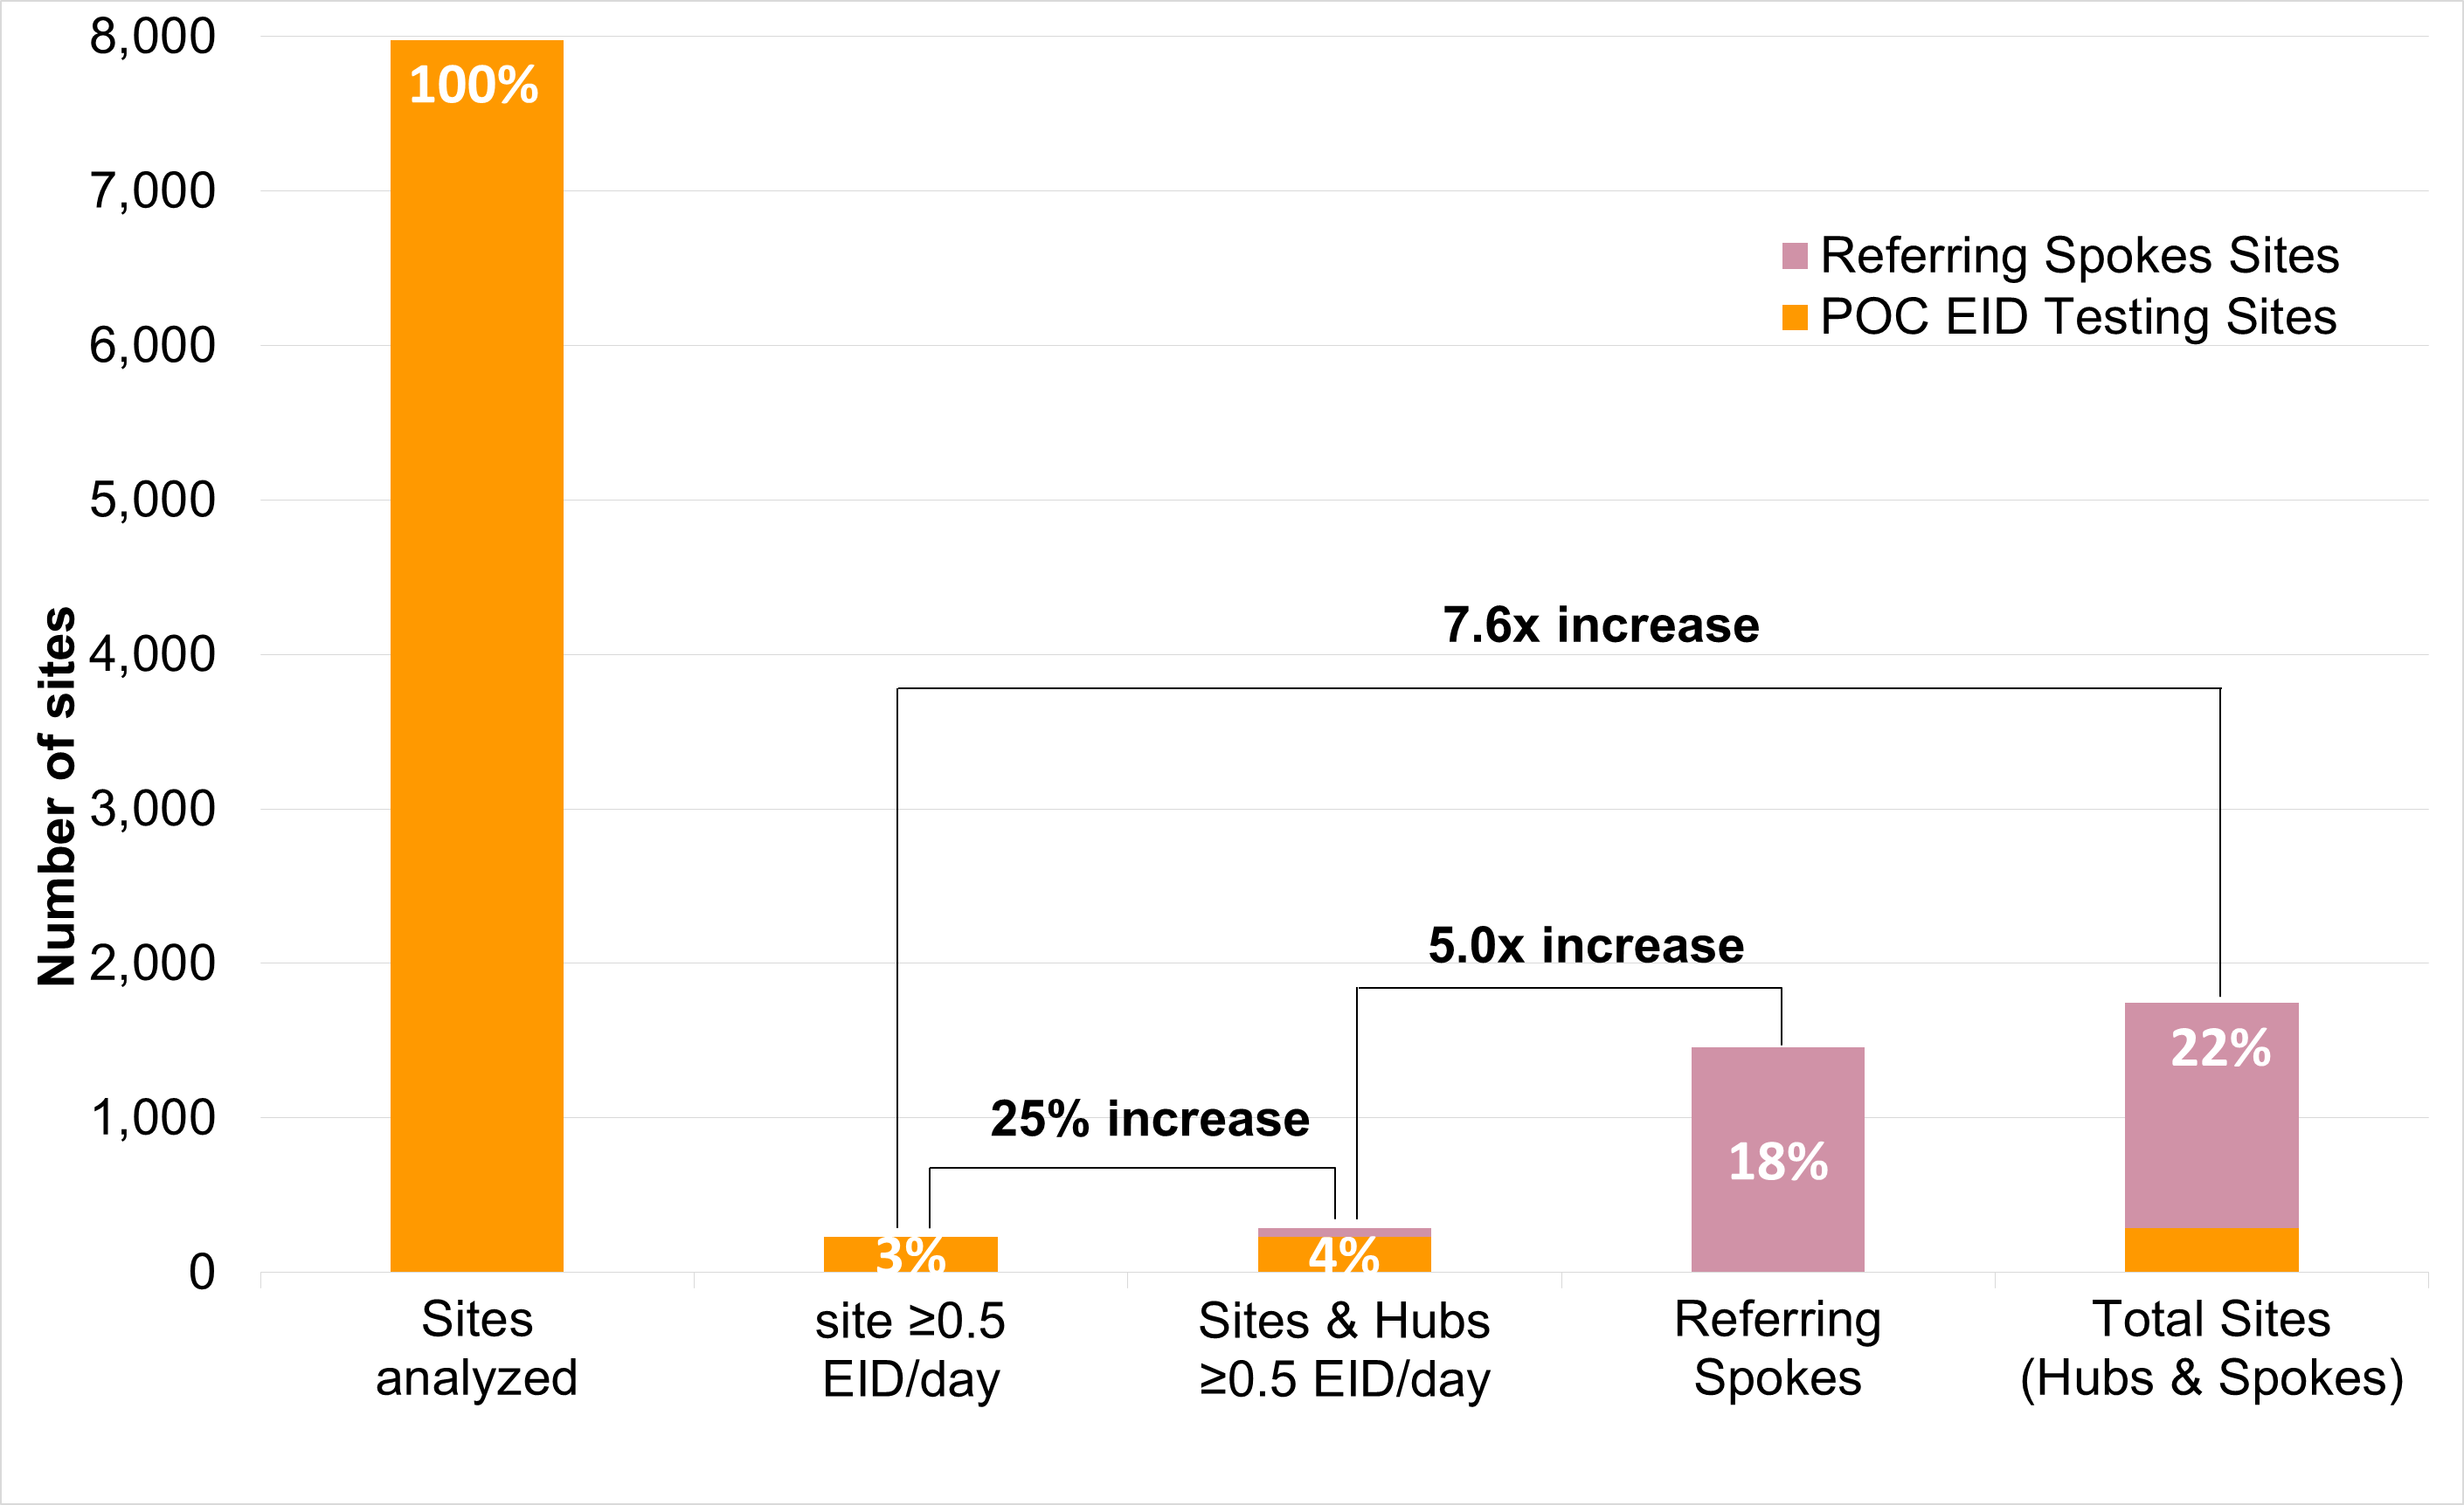 8,000
7,000
6,000
5,000
4,000
3,000
2,000
1,000
0
Number of sites
100%
3%
4%
18%
22%
Referring Spokes Sites
POC EID Testing Sites
7.6x increase
5.0x increase
25% increase
Sites
analyzed
site ≥0.5
EID/day
Sites & Hubs
≥0.5 EID/day
Referring
Spokes
Total Sites
(Hubs & Spokes)